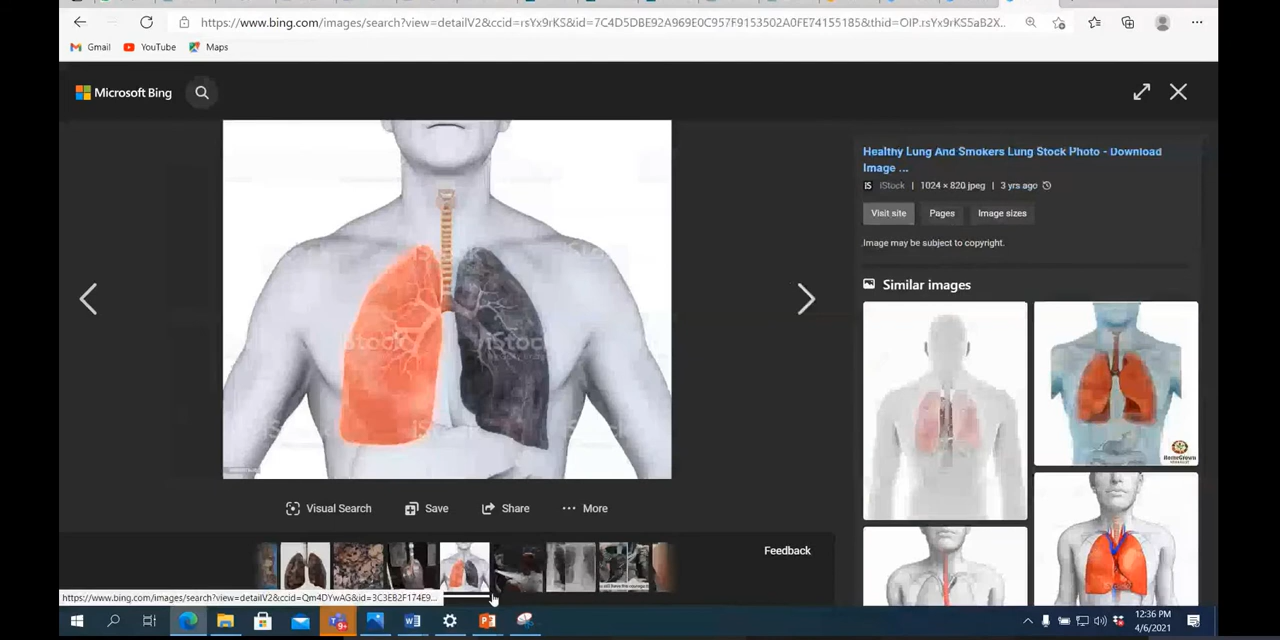 https://www.bing.com/images/search?view=detailV2&ccid=rsYx9rKS&id=7C4D5DBE92A969E0C957F9153502A0FE74155185&thid=OIP.rsYx9rKS5aB2X...
Gmail YouTube Maps
Microsoft Bing
Healthy Lung And Smokers Lung Stock Photo - Download
Image ...
iS iStock | 1024 × 820 jpeg | 3 yrs ago
Visit site Pages Image sizes
Image may be subject to copyright.
Similar images
iStock
Visual Search Save Share ... More
Feedback
https://www.bing.com/images/search?view=detailV2&ccid=Qm4DYwAG&id=3C3EB2F174E9...
12:36 PM
4/6/2021